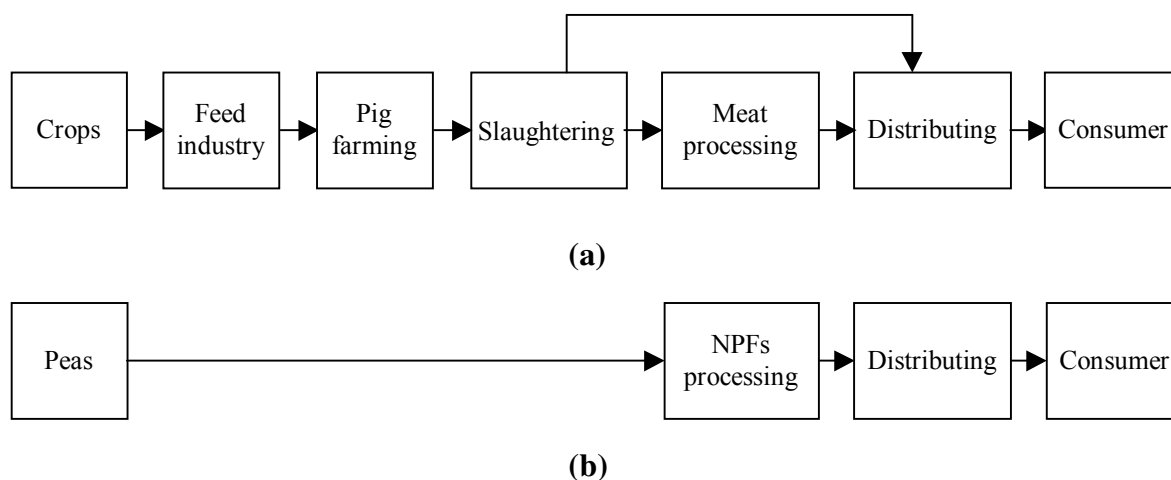 Crops
Feed
industry
Pig
farming
Slaughtering
Meat
processing
Distributing
Consumer
(a)
Peas
NPFs
processing
Distributing
Consumer
(b)